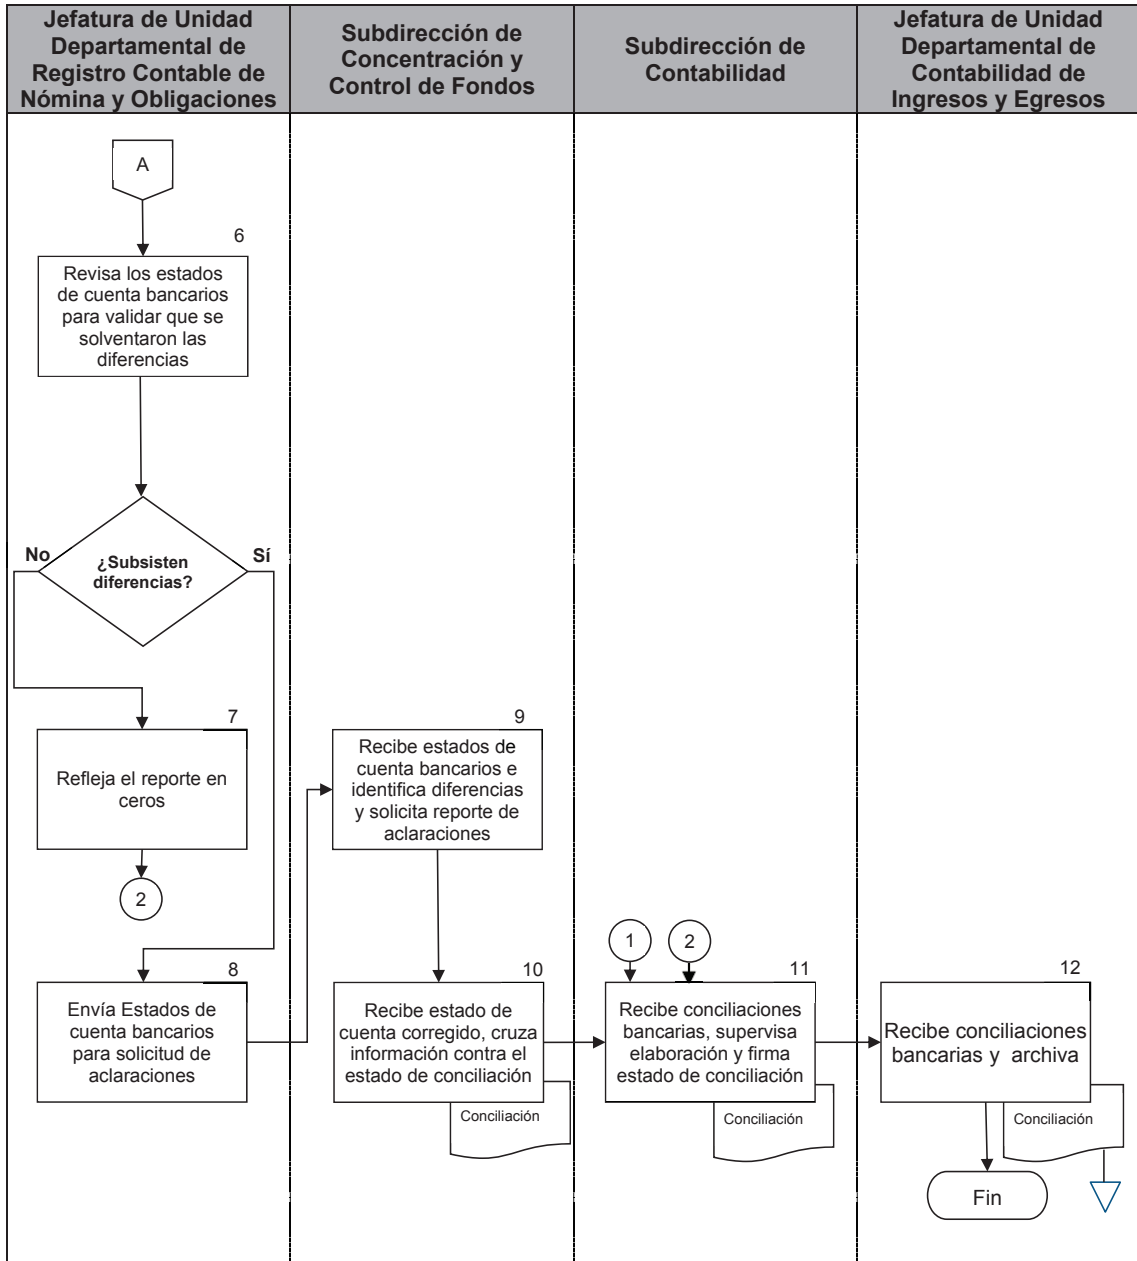 Jefatura de Unidad
Departamental de
Registro Contable de
Nómina y Obligaciones
Subdirección de
Concentración y
Control de Fondos
Subdirección de
Contabilidad
Jefatura de Unidad
Departamental de
Contabilidad de
Ingresos y Egresos
A
6
Revisa los estados
de cuenta bancarios
para validar que se
solventaron las
diferencias
No
¿Subsisten
diferencias?
Sí
7
Refleja el reporte en
ceros
2
8
Envía Estados de
cuenta bancarios
para solicitud de
aclaraciones
9
Recibe estados de
cuenta bancarios e
identifica diferencias
y solicita reporte de
aclaraciones
10
Recibe estado de
cuenta corregido, cruza
información contra el
estado de conciliación
Conciliación
1
2
11
Recibe conciliaciones
bancarias, supervisa
elaboración y firma
estado de conciliación
Conciliación
12
Recibe conciliaciones
bancarias y archiva
Conciliación
Fin